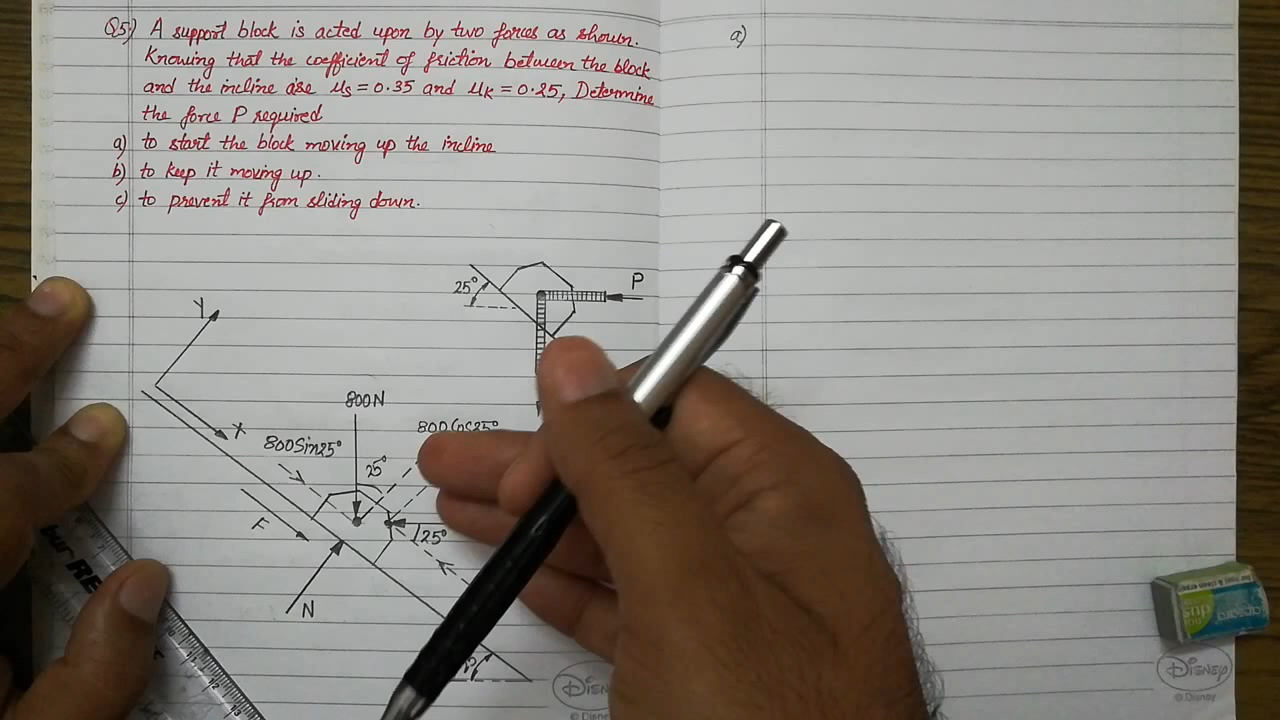 Q5) A support block is acted upon by two forces as shown.
Knowing that the coefficient of friction between the block
and the incline are μs = 0.35 and μk = 0.25, Determine
the force P required
a) to start the block moving up the incline
b) to keep it moving up.
c) to prevent it from sliding down.
a)
25°
P
Y
X
800N
800Sin25°
800Cos25°
25°
F
25°
N
DISNEY
© Disney
DISNEY
© Disney